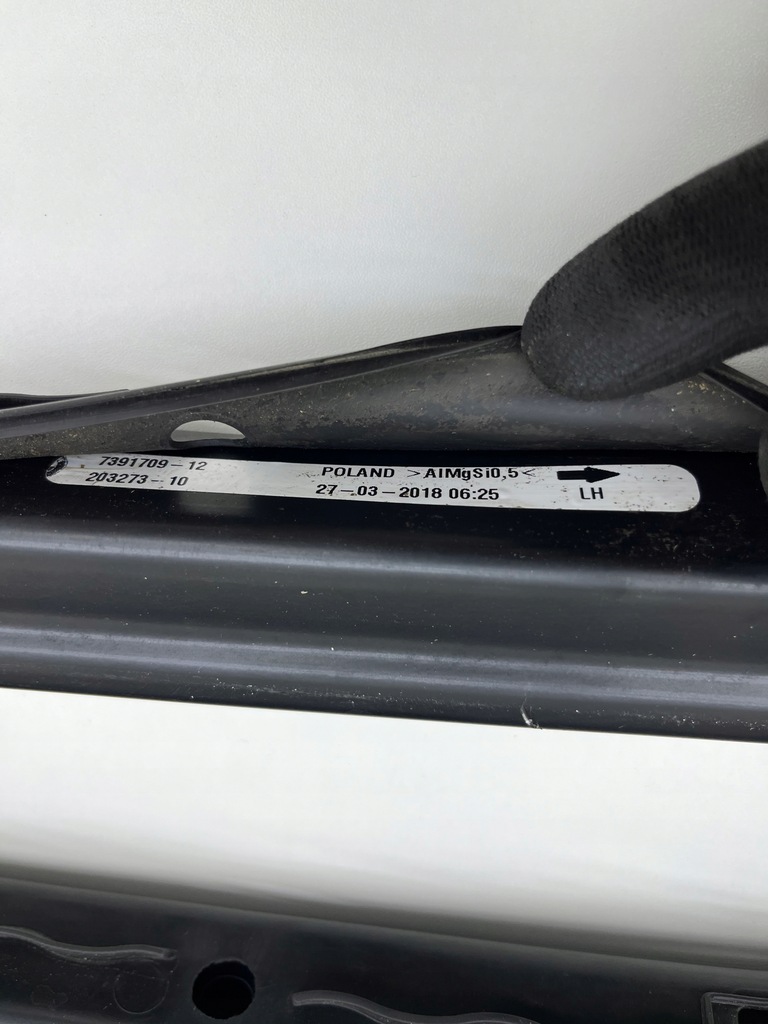 7391709-12 POLAND >AlMgSi0,5<
203273-10 27-03-2018 06:25 LH